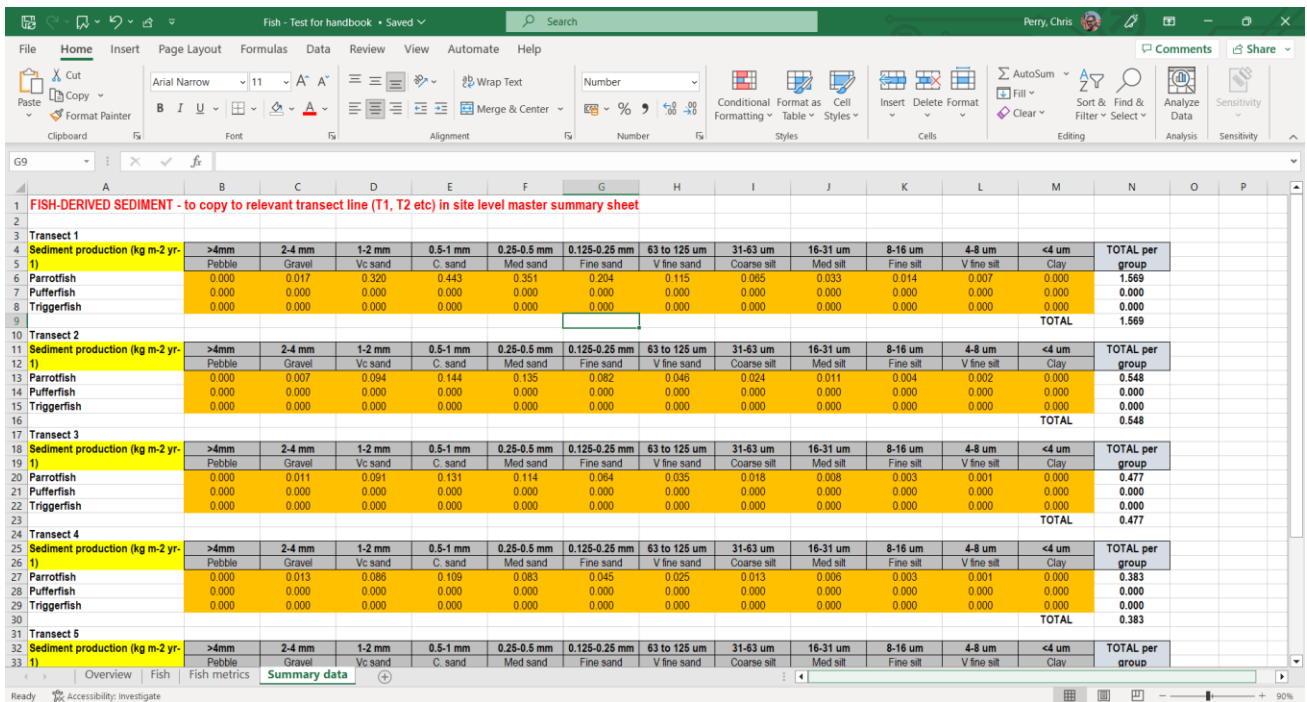 Fish - Test for handbook • Saved
Search
Perry, Chris
File Home Insert Page Layout Formulas Data Review View Automate Help
Comments Share
Paste
Cut
Copy
Format Painter
Clipboard
Arial Narrow 11
B I U
Font
Wrap Text
Merge & Center
Alignment
Number
Number
Conditional Formatting
Format as Table
Cell Styles
Styles
Insert Delete Format
Cells
AutoSum
Fill
Clear
Sort & Filter
Find & Select
Editing
Analyze Data
Analysis
Sensitivity
Sensitivity
G9 fx
A B C D E F G H I J K L M N O P
1 FISH-DERIVED SEDIMENT - to copy to relevant transect line (T1, T2 etc) in site level master summary sheet
2
3 Transect 1
4 Sediment production (kg m-2 yr- >4mm 2-4 mm 1-2 mm 0.5-1 mm 0.25-0.5 mm 0.125-0.25 mm 63 to 125 um 31-63 um 16-31 um 8-16 um 4-8 um <4 um TOTAL per
5 1) Pebble Gravel Vc sand C. sand Med sand Fine sand V fine sand Coarse silt Med silt Fine silt V fine silt Clay group
6 Parrotfish 0.000 0.017 0.320 0.443 0.351 0.204 0.115 0.065 0.033 0.014 0.007 0.000 1.569
7 Pufferfish 0.000 0.000 0.000 0.000 0.000 0.000 0.000 0.000 0.000 0.000 0.000 0.000 0.000
8 Triggerfish 0.000 0.000 0.000 0.000 0.000 0.000 0.000 0.000 0.000 0.000 0.000 0.000 0.000
9 TOTAL 1.569
10 Transect 2
11 Sediment production (kg m-2 yr- >4mm 2-4 mm 1-2 mm 0.5-1 mm 0.25-0.5 mm 0.125-0.25 mm 63 to 125 um 31-63 um 16-31 um 8-16 um 4-8 um <4 um TOTAL per
12 1) Pebble Gravel Vc sand C. sand Med sand Fine sand V fine sand Coarse silt Med silt Fine silt V fine silt Clay group
13 Parrotfish 0.000 0.007 0.094 0.144 0.135 0.082 0.046 0.024 0.011 0.004 0.002 0.000 0.548
14 Pufferfish 0.000 0.000 0.000 0.000 0.000 0.000 0.000 0.000 0.000 0.000 0.000 0.000 0.000
15 Triggerfish 0.000 0.000 0.000 0.000 0.000 0.000 0.000 0.000 0.000 0.000 0.000 0.000 0.000
16 TOTAL 0.548
17 Transect 3
18 Sediment production (kg m-2 yr- >4mm 2-4 mm 1-2 mm 0.5-1 mm 0.25-0.5 mm 0.125-0.25 mm 63 to 125 um 31-63 um 16-31 um 8-16 um 4-8 um <4 um TOTAL per
19 1) Pebble Gravel Vc sand C. sand Med sand Fine sand V fine sand Coarse silt Med silt Fine silt V fine silt Clay group
20 Parrotfish 0.000 0.011 0.091 0.131 0.114 0.064 0.035 0.018 0.008 0.003 0.001 0.000 0.477
21 Pufferfish 0.000 0.000 0.000 0.000 0.000 0.000 0.000 0.000 0.000 0.000 0.000 0.000 0.000
22 Triggerfish 0.000 0.000 0.000 0.000 0.000 0.000 0.000 0.000 0.000 0.000 0.000 0.000 0.000
23 TOTAL 0.477
24 Transect 4
25 Sediment production (kg m-2 yr- >4mm 2-4 mm 1-2 mm 0.5-1 mm 0.25-0.5 mm 0.125-0.25 mm 63 to 125 um 31-63 um 16-31 um 8-16 um 4-8 um <4 um TOTAL per
26 1) Pebble Gravel Vc sand C. sand Med sand Fine sand V fine sand Coarse silt Med silt Fine silt V fine silt Clay group
27 Parrotfish 0.000 0.013 0.086 0.109 0.083 0.045 0.025 0.013 0.006 0.003 0.001 0.000 0.383
28 Pufferfish 0.000 0.000 0.000 0.000 0.000 0.000 0.000 0.000 0.000 0.000 0.000 0.000 0.000
29 Triggerfish 0.000 0.000 0.000 0.000 0.000 0.000 0.000 0.000 0.000 0.000 0.000 0.000 0.000
30 TOTAL 0.383
31 Transect 5
32 Sediment production (kg m-2 yr- >4mm 2-4 mm 1-2 mm 0.5-1 mm 0.25-0.5 mm 0.125-0.25 mm 63 to 125 um 31-63 um 16-31 um 8-16 um 4-8 um <4 um TOTAL per
33 1) Pebble Gravel Vc sand C. sand Med sand Fine sand V fine sand Coarse silt Med silt Fine silt V fine silt Clay group
Overview Fish Fish metrics Summary data
Ready Accessibility: Investigate 90%